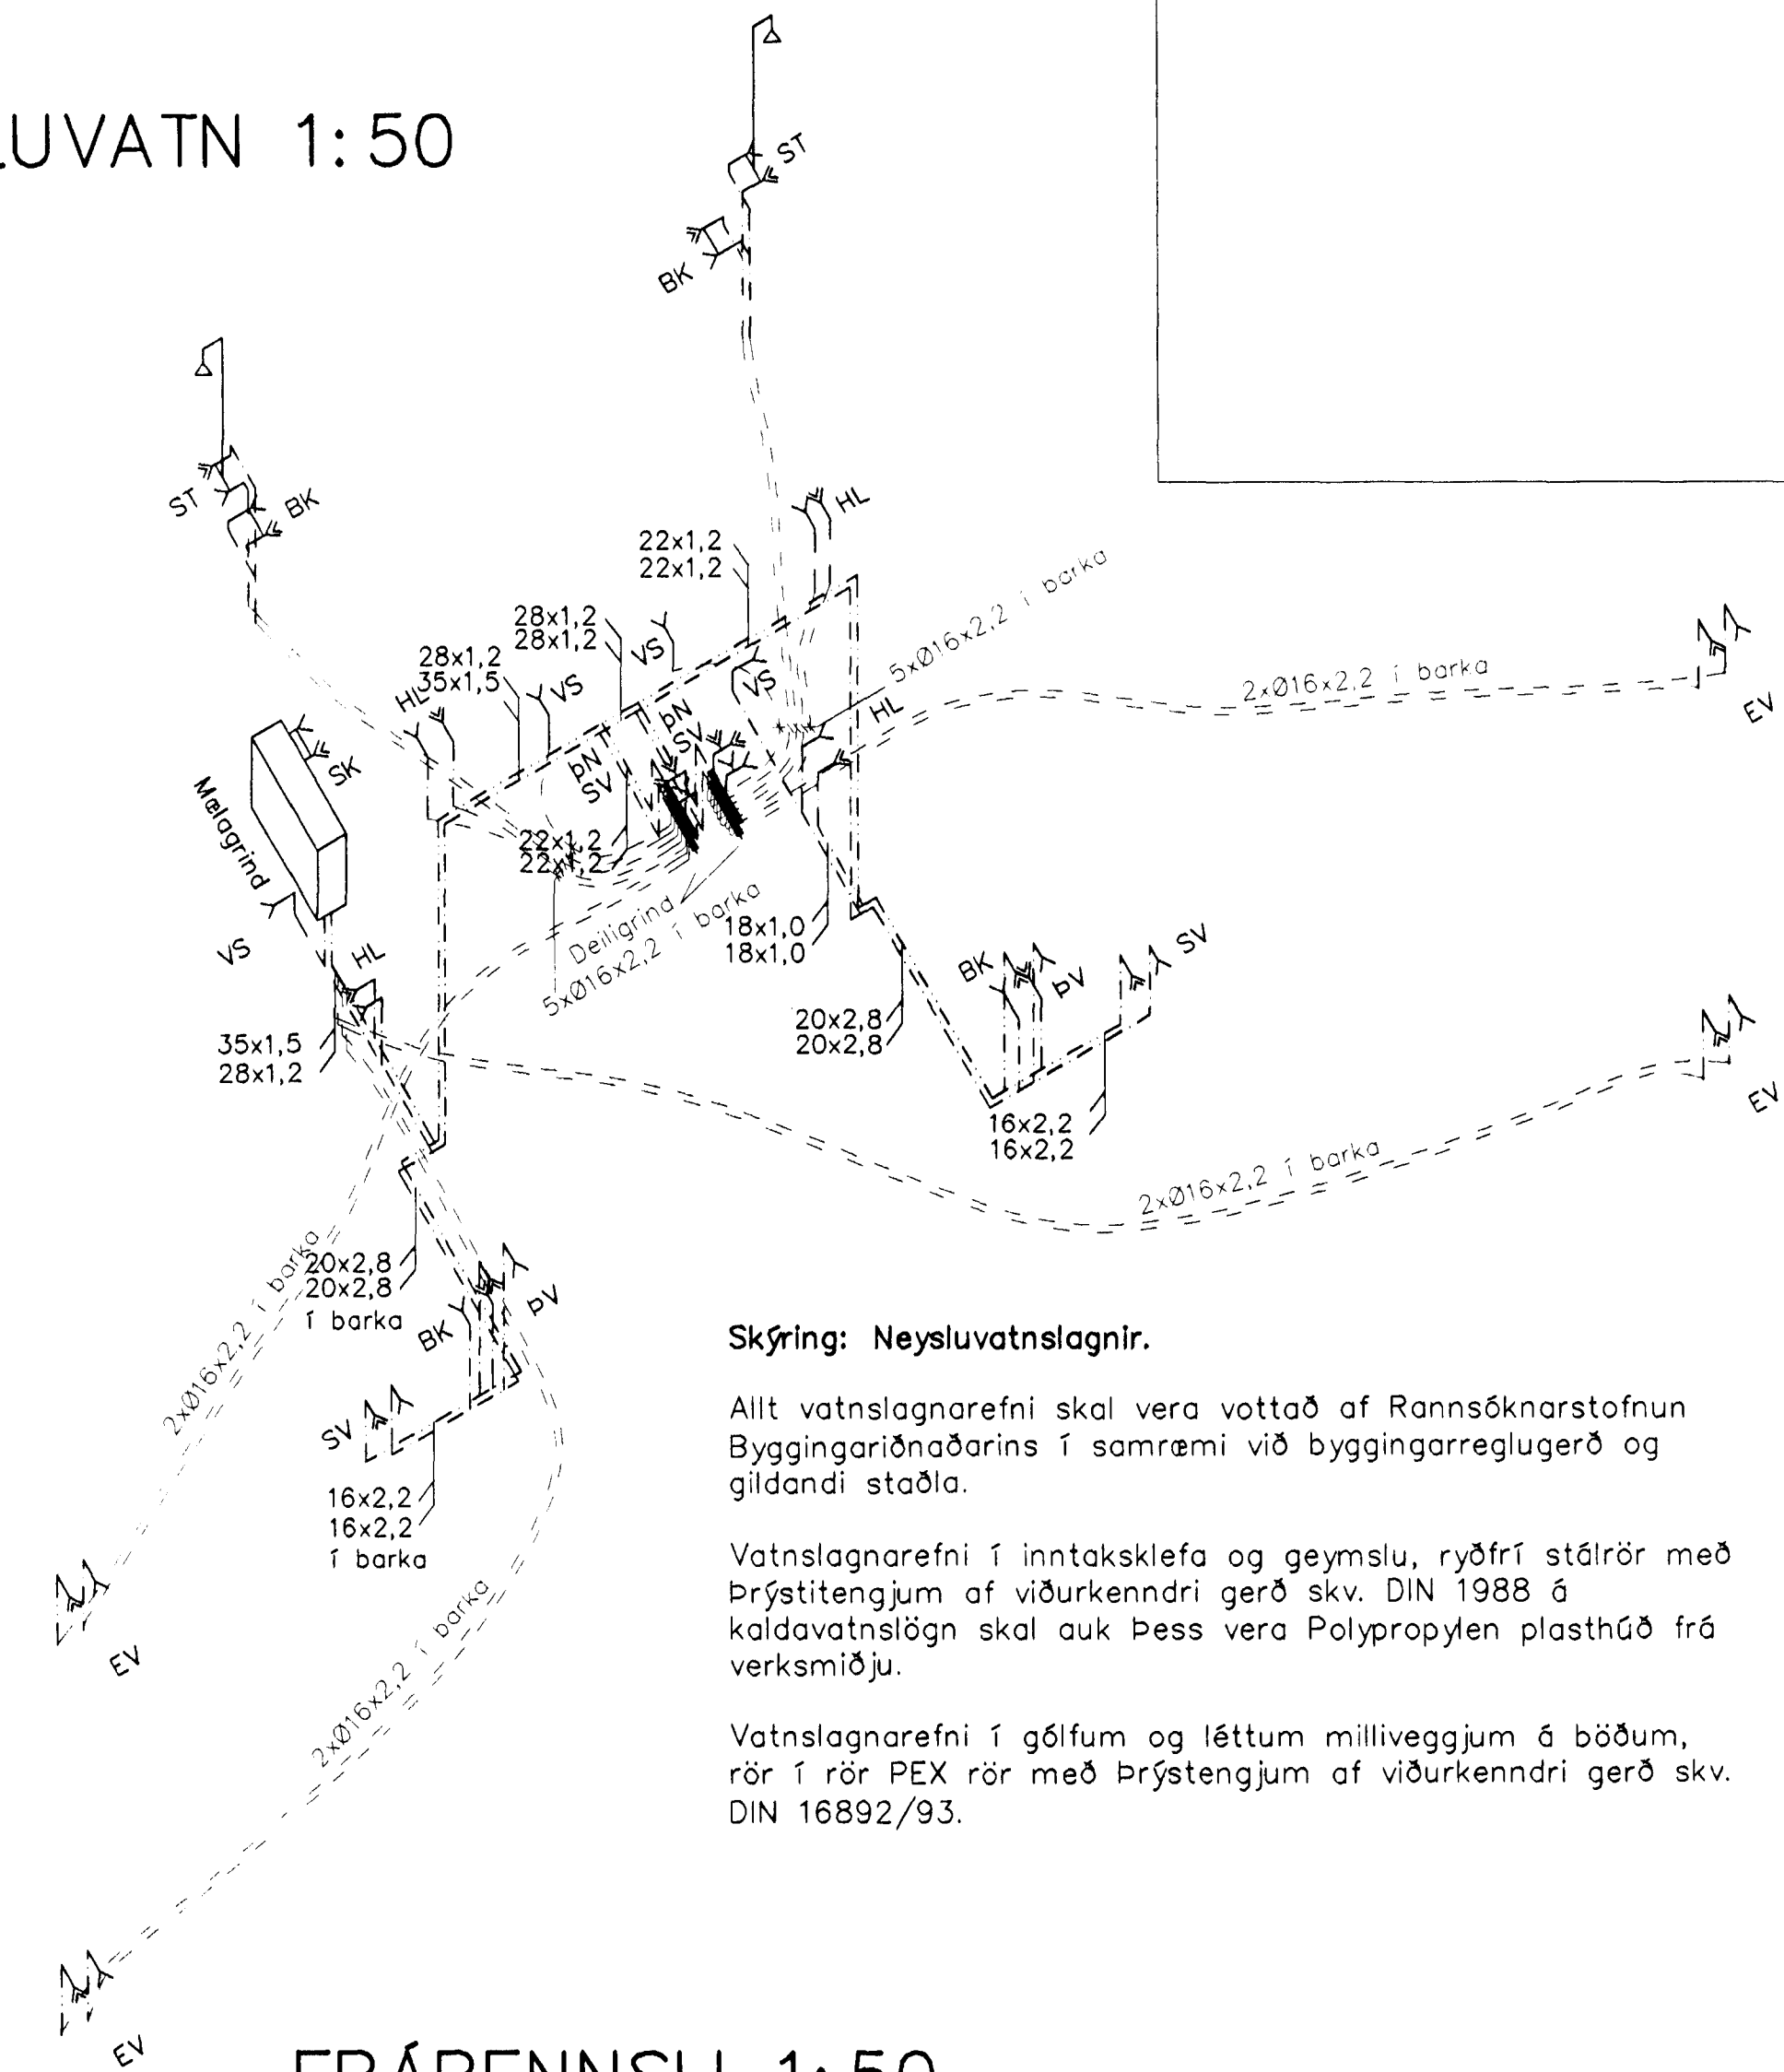 LUVATN 1:50
ST
BK
ST
BK
HL
22x1,2
22x1,2
28x1,2
28x1,2
VS
VS
5xØ16x2,2 í barka
28x1,2
35x1,5
VS
HL
2xØ16x2,2 í barka
EV
ÞN
SV
ÞN
SV
HL
SK
Mælagrind
22x1,2
22x1,2
Deiligrind
5xØ16x2,2 í barka
18x1,0
18x1,0
VS
HL
BK
ÞV
SV
20x2,8
20x2,8
35x1,5
28x1,2
EV
16x2,2
16x2,2
2xØ16x2,2 í barka
2xØ16x2,2 í barka
20x2,8
20x2,8
í barka
BK
ÞV
SV
16x2,2
16x2,2
í barka
EV
2xØ16x2,2 í barka
EV
Skýring: Neysluvatnslagnir.
Allt vatnslagnarefni skal vera vottað af Rannsóknarstofnun
Byggingariðnaðarins í samræmi við byggingarreglugerð og
gildandi staðla.
Vatnslagnarefni í inntaksklefa og geymslu, ryðfrí stálrör með
Þrýstitengjum af viðurkenndri gerð skv. DIN 1988 á
kaldavatnslögn skal auk Þess vera Polypropylen plasthúð frá
verksmiðju.
Vatnslagnarefni í gólfum og léttum milliveggjum á böðum,
rör í rör PEX rör með Þrýstengjum af viðurkenndri gerð skv.
DIN 16892/93.
FRÁRENNSLI 1:50